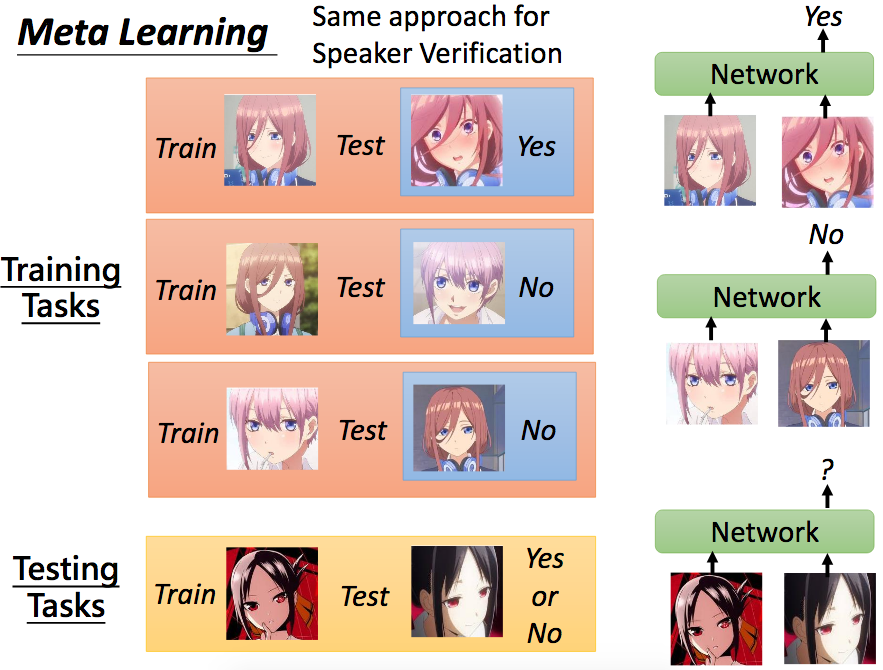 Meta Learning
Same approach for
Speaker Verification
Train
Test
Yes
Training
Tasks
Train
Test
No
Train
Test
No
Testing
Tasks
Train
Test
Yes
or
No
Yes
Network
No
Network
?
Network